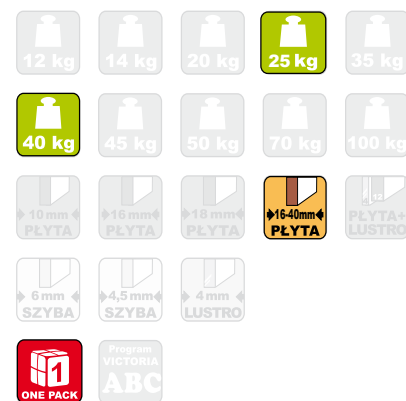 12 kg
14 kg
20 kg
25 kg
35 kg
40 kg
45 kg
50 kg
70 kg
100 kg
10 mm
PŁYTA
16 mm
PŁYTA
18 mm
PŁYTA
16-40mm
PŁYTA
PŁYTA+
LUSTRO
6 mm
SZYBA
4,5 mm
SZYBA
4 mm
LUSTRO
1
ONE PACK
Program
VICTORIA
ABC